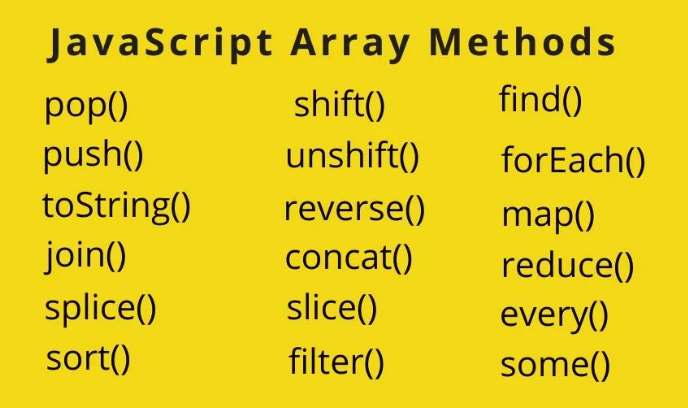 JavaScript Array Methods
pop()
push()
toString()
join()
splice()
sort()
shift()
unshift()
reverse()
concat()
slice()
filter()
find()
forEach()
map()
reduce()
every()
some()